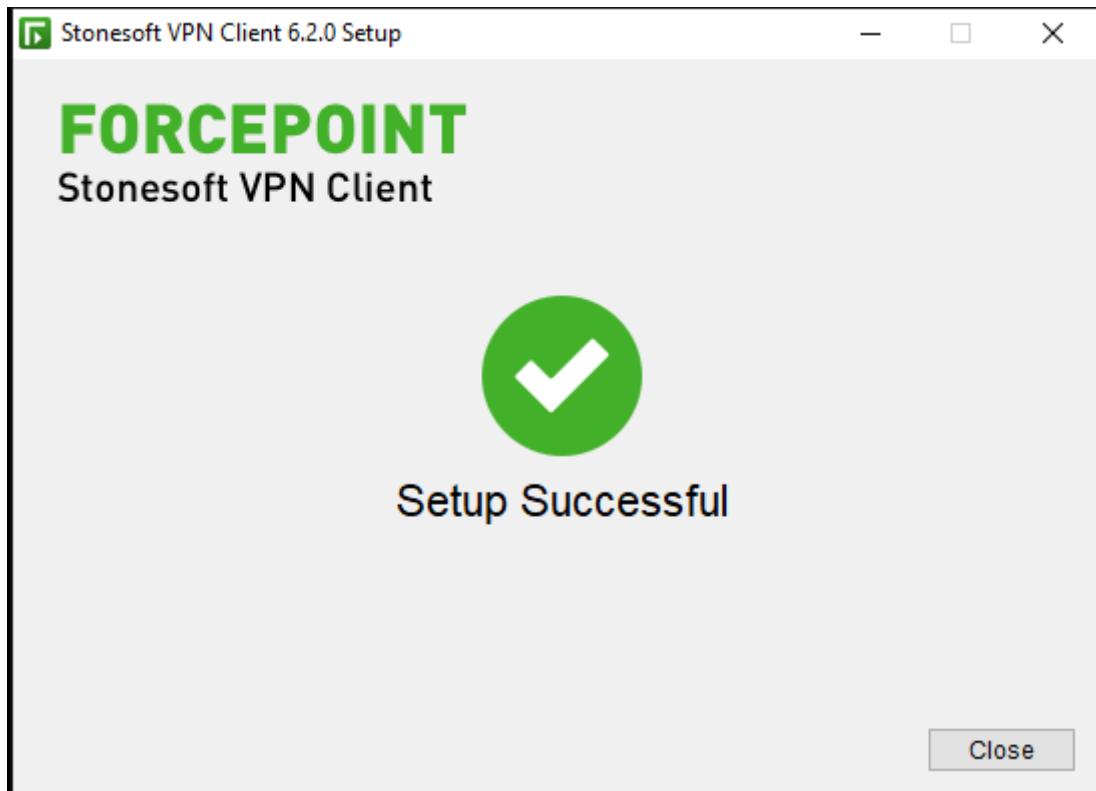 Stonesoft VPN Client 6.2.0 Setup
FORCEPOINT
Stonesoft VPN Client
Setup Successful
Close